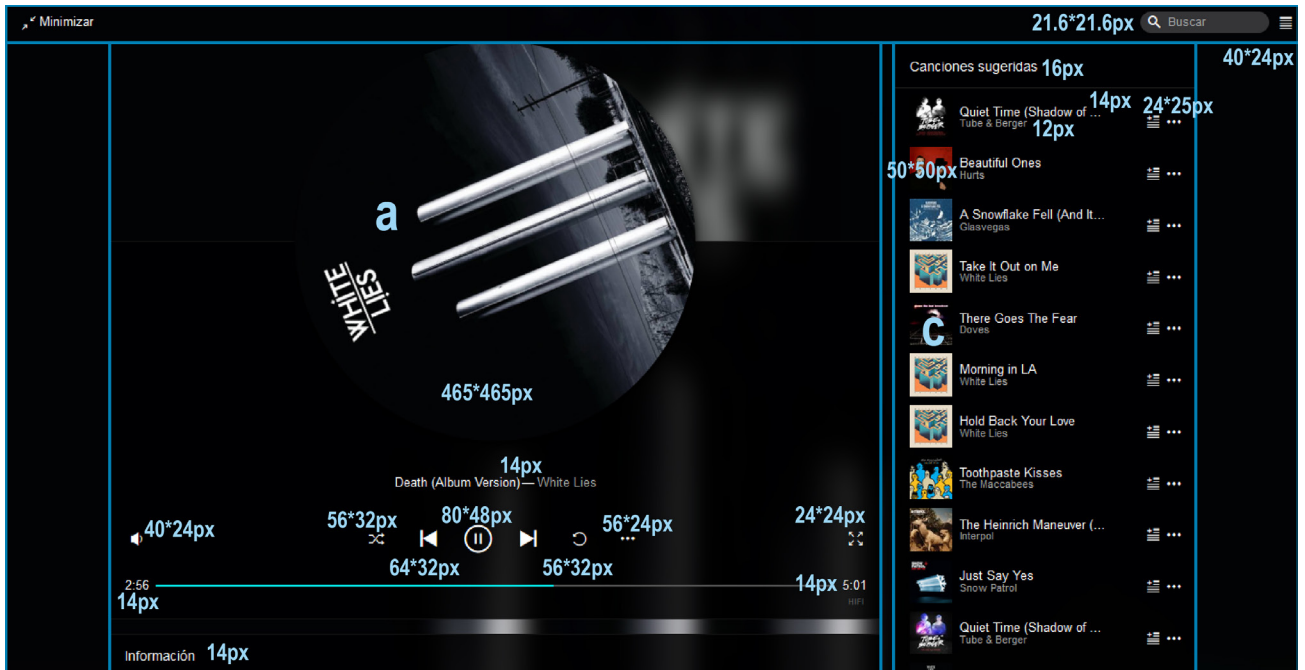 Minimizar
21.6*21.6px
Buscar
40*24px
Canciones sugeridas 16px
14px
24*25px
Quiet Time (Shadow of ...
Tube & Berger
12px
50*50px
Beautiful Ones
Hurts
a
A Snowflake Fell (And It...
Glasvegas
Take It Out on Me
White Lies
WHITE
LIES
There Goes The Fear
Doves
C
Morning in LA
White Lies
465*465px
Hold Back Your Love
White Lies
14px
Death (Album Version) — White Lies
Toothpaste Kisses
The Maccabees
40*24px
56*32px
80*48px
56*24px
24*24px
The Heinrich Maneuver (...
Interpol
64*32px
56*32px
2:56
14px
14px
5:01
HIFI
Just Say Yes
Snow Patrol
Información
14px
Quiet Time (Shadow of ...
Tube & Berger